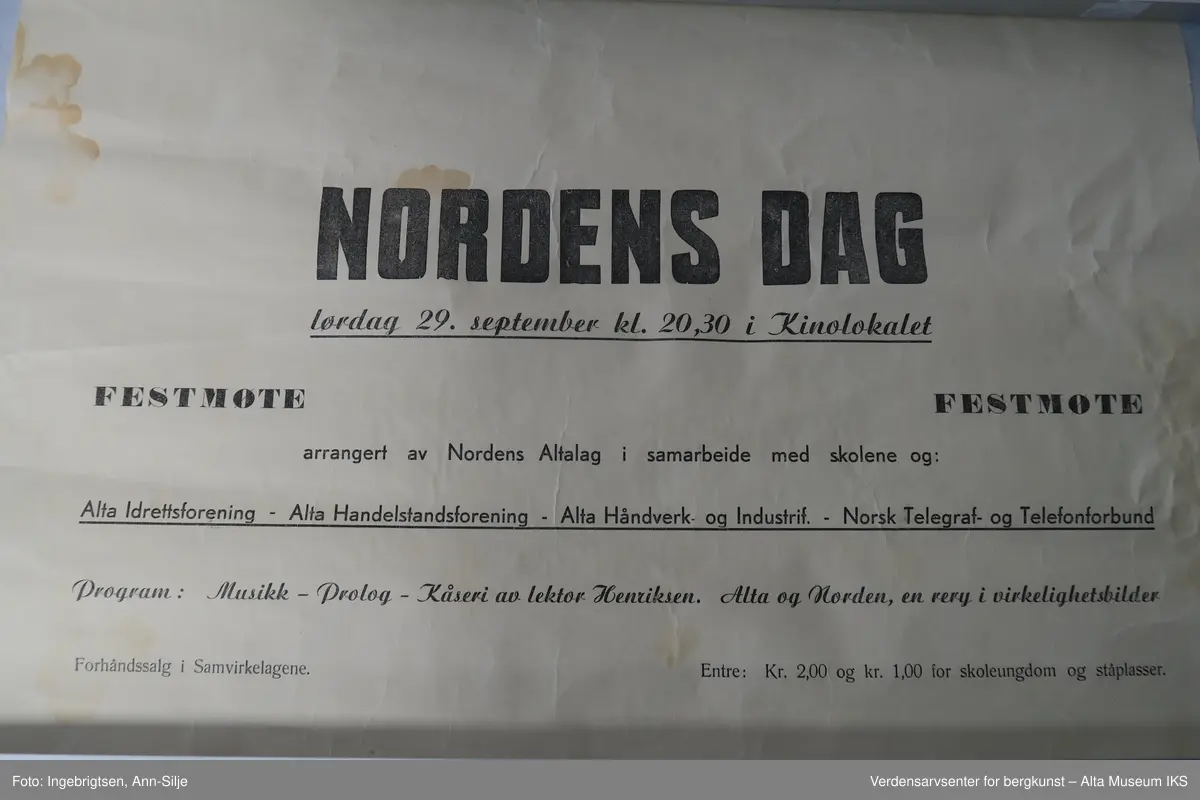 NORDENS DAG
lørdag 29. september kl. 20,30 i Kinolokalet
FESTMØTE FESTMØTE
arrangert av Nordens Altalag i samarbeide med skolene og:
Alta Idrettsforening - Alta Handelstandsforening - Alta Håndverk- og Industrif. - Norsk Telegraf- og Telefonforbund
Program: Musikk – Prolog – Kåseri av lektor Henriksen. Alta og Norden, en rery i virkelighetsbilder
Forhåndssalg i Samvirkelagene. Entre: Kr. 2,00 og kr. 1,00 for skoleungdom og ståplasser.
Foto: Ingebrigtsen, Ann-Silje Verdensarvsenter for bergkunst – Alta Museum IKS